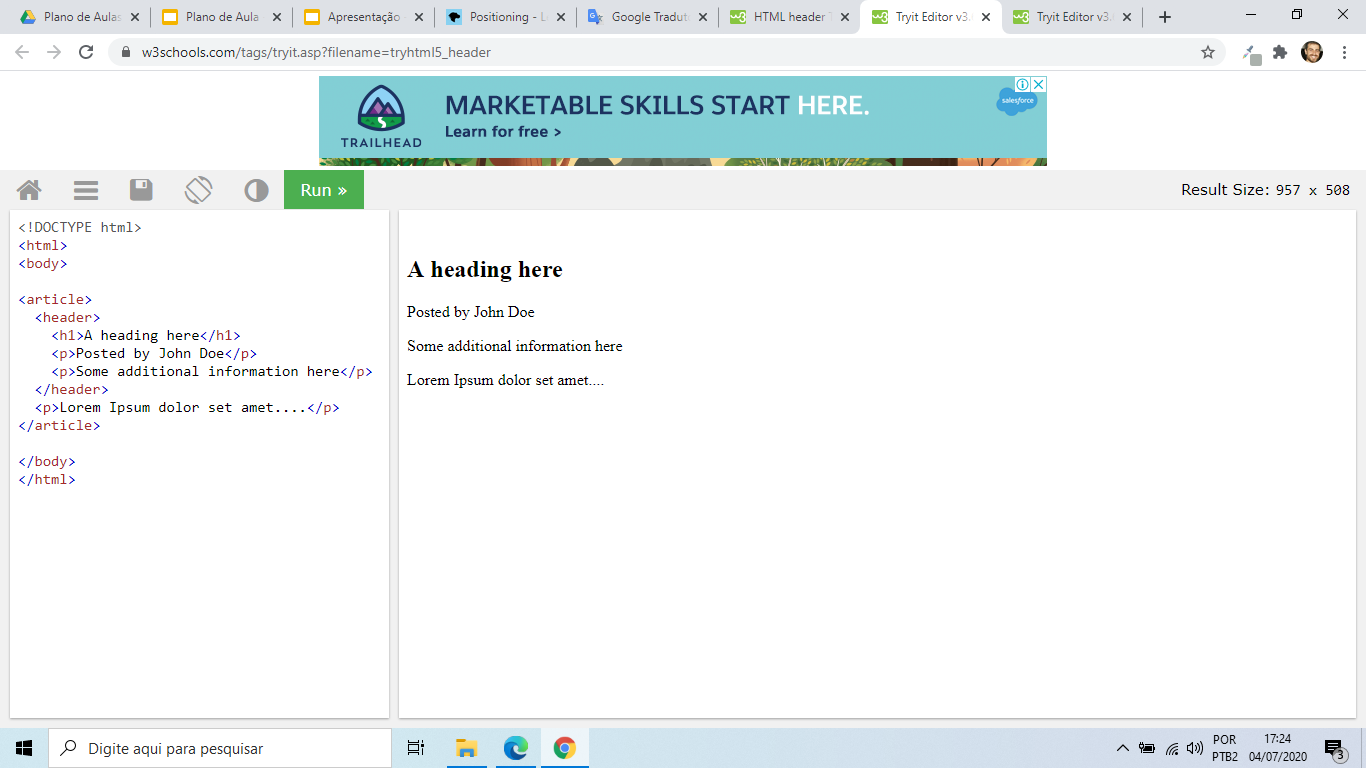 Plano de Aulas
Plano de Aula
Apresentação
Positioning - L
Google Tradut
HTML header T
Tryit Editor v3.
Tryit Editor v3.
w3schools.com/tags/tryit.asp?filename=tryhtml5_header
MARKETABLE SKILLS START HERE.
Learn for free >
TRAILHEAD
salesforce
Run »
Result Size: 957 x 508
<!DOCTYPE html>
<html>
<body>
<article>
<header>
<h1>A heading here</h1>
<p>Posted by John Doe</p>
<p>Some additional information here</p>
</header>
<p>Lorem Ipsum dolor set amet....</p>
</article>
</body>
</html>
A heading here
Posted by John Doe
Some additional information here
Lorem Ipsum dolor set amet....
Digite aqui para pesquisar
POR
PTB2
17:24
04/07/2020
3